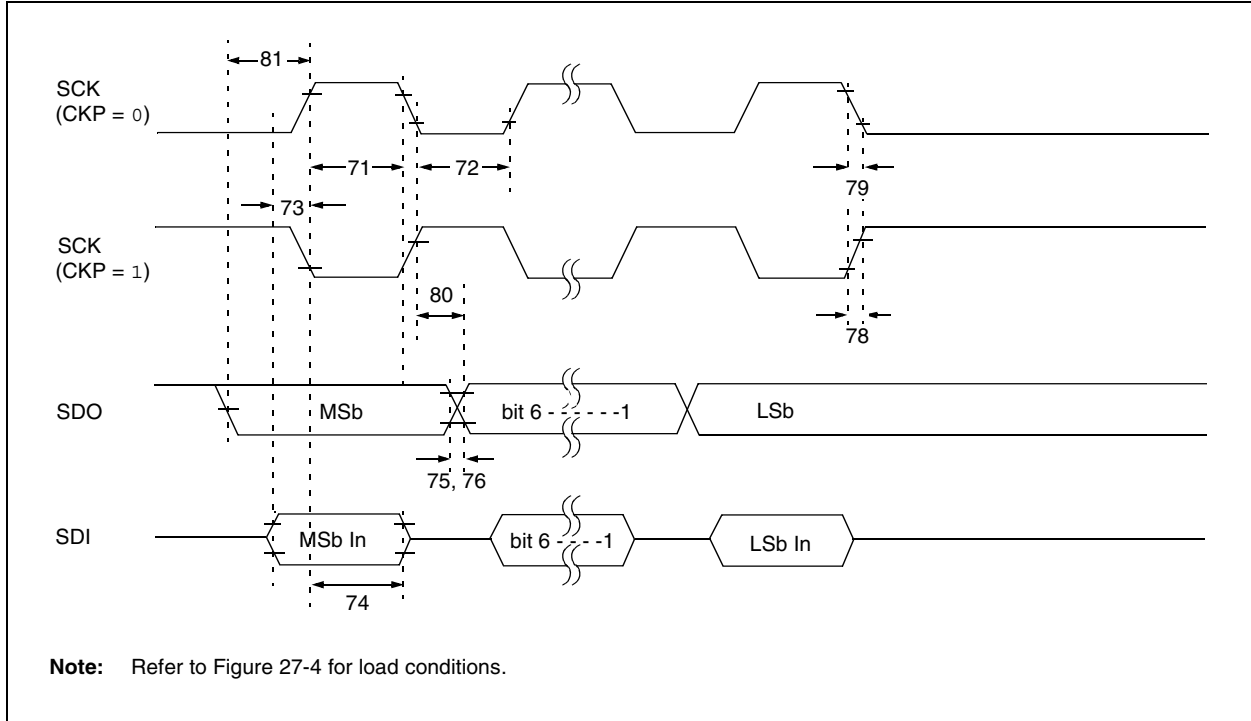 81
SCK
(CKP = 0)
71
72
79
73
SCK
(CKP = 1)
80
78
SDO
MSb
bit 6 - - - - - -1
LSb
75, 76
SDI
MSb In
bit 6 - - - -1
LSb In
74
Note: Refer to Figure 27-4 for load conditions.